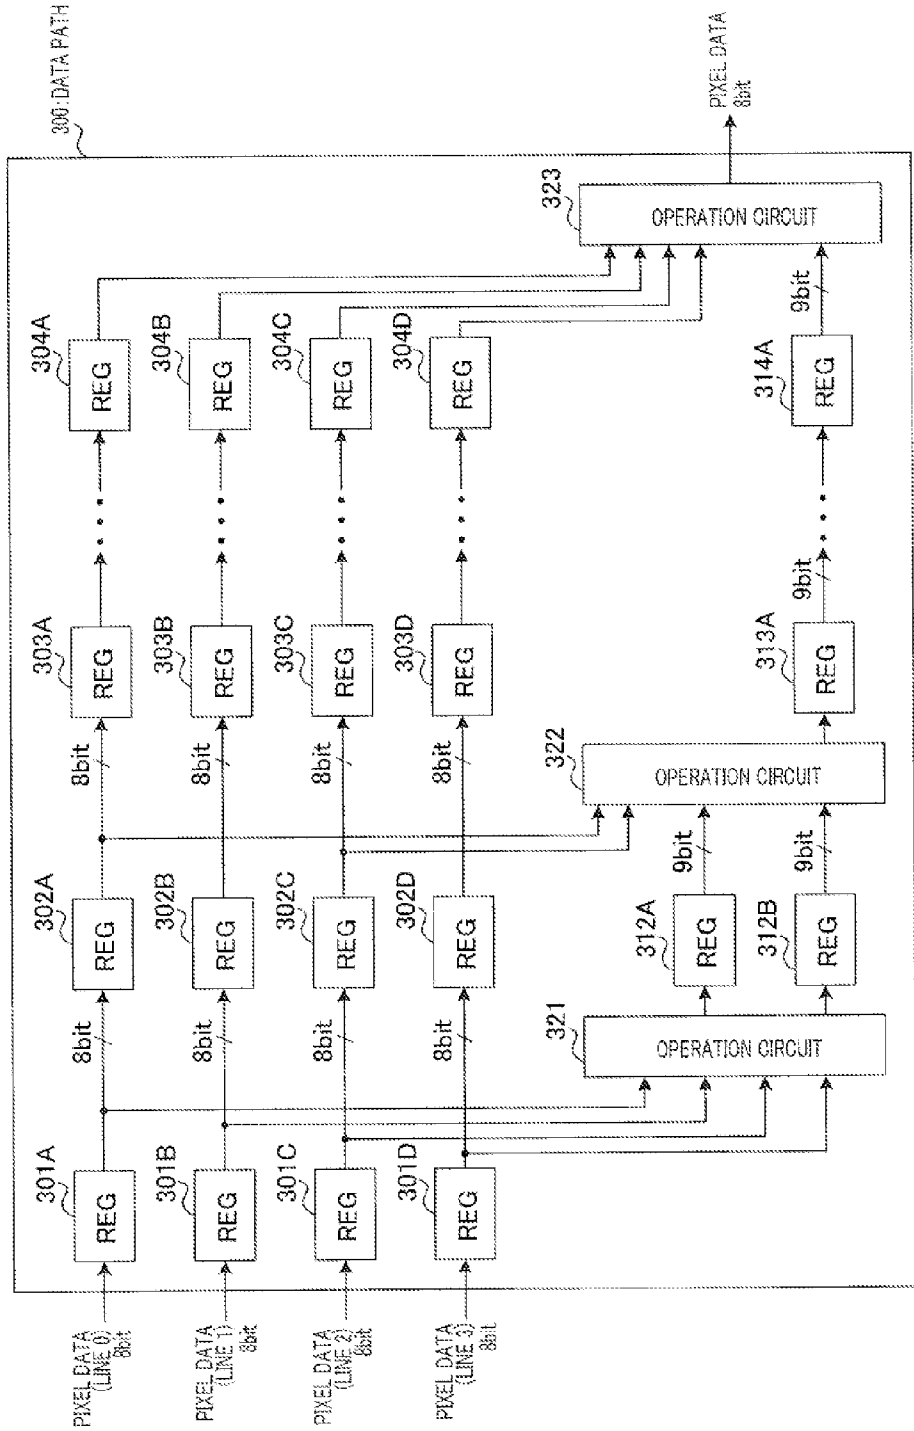 300:DATA PATH
PIXEL DATA
(LINE 0)
8bit
301A
REG
8bit
302A
REG
8bit
303A
REG
304A
REG
PIXEL DATA
(LINE 1)
8bit
301B
REG
8bit
302B
REG
8bit
303B
REG
304B
REG
PIXEL DATA
(LINE 2)
8bit
301C
REG
8bit
302C
REG
8bit
303C
REG
304C
REG
PIXEL DATA
(LINE 3)
8bit
301D
REG
8bit
302D
REG
8bit
303D
REG
304D
REG
321
OPERATION CIRCUIT
312A
REG
9bit
312B
REG
9bit
322
OPERATION CIRCUIT
313A
REG
9bit
314A
REG
9bit
323
OPERATION CIRCUIT
PIXEL DATA
8bit